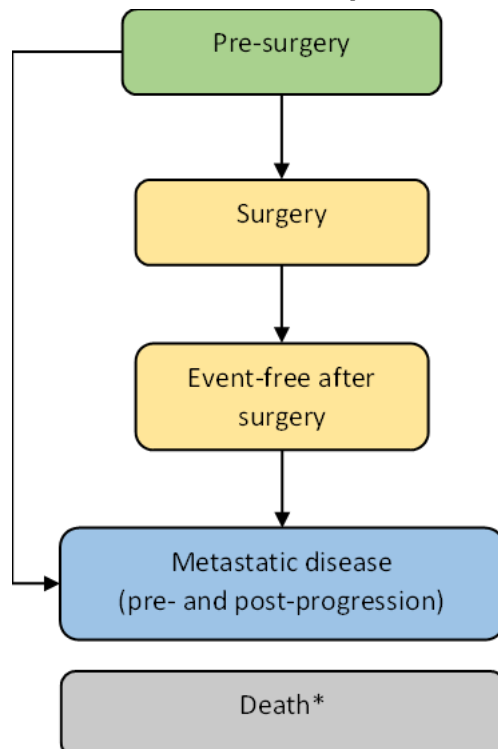 Pre-surgery
Surgery
Event-free after
surgery
Metastatic disease
(pre- and post-progression)
Death*